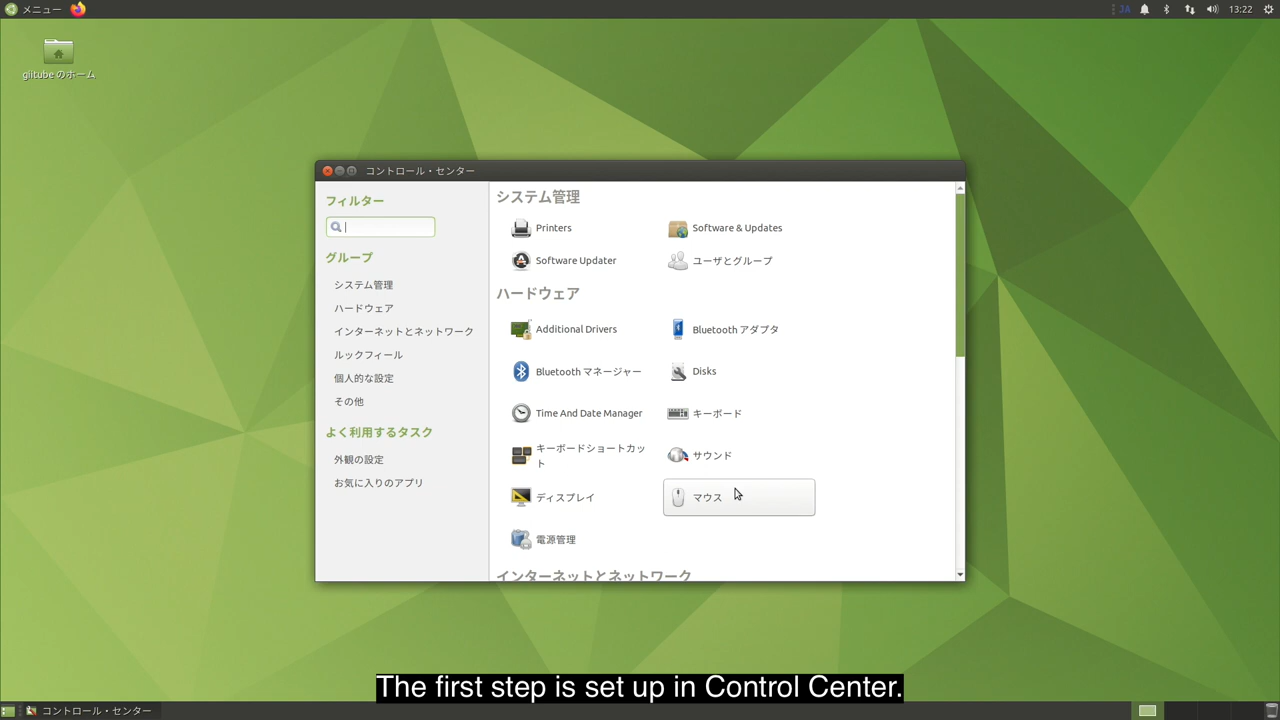 メニュー
JA
13:22
giitube のホーム
コントロール・センター
フィルター
グループ
システム管理
ハードウェア
インターネットとネットワーク
ルックフィール
個人的な設定
その他
よく利用するタスク
外観の設定
お気に入りのアプリ
システム管理
Printers
Software & Updates
Software Updater
ユーザとグループ
ハードウェア
Additional Drivers
Bluetooth アダプタ
Bluetooth マネージャー
Disks
Time And Date Manager
キーボード
キーボードショートカッ
ト
サウンド
ディスプレイ
マウス
電源管理
インターネットとネットワーク
The first step is set up in Control Center.
コントロール・センター